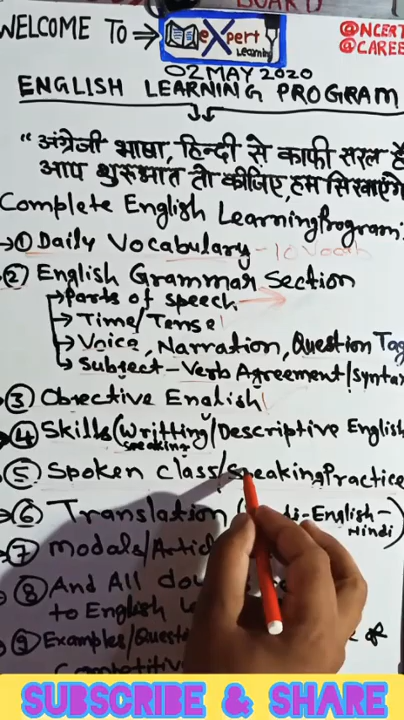 BOARD
WELCOME TO → eXpert Learning
@NCERT
@CAREE
02 MAY 2020
ENGLISH LEARNING PROGRAM
"अंग्रेजी भाषा, हिन्दी से काफी सरल है
आप शुरुआत तो कीजिए, हम सिखाएंगे
Complete English Learning Program:
→① Daily Vocabulary - 10 Vocab
→② English Grammar Section
→ Parts of speech →
→ Time/Tense
→ Voice, Narration, Question Tag
→ Subject-Verb Agreement/Syntax
→③ Objective English
→④ Skills(Writting/Descriptive English
speaking
⑤ Spoken Class/Speaking Practice
→⑥ Translation -English-
Hindi)
→⑦ Modals/
→⑧ And All
to English
⑨ Examples/
SUBSCRIBE & SHARE